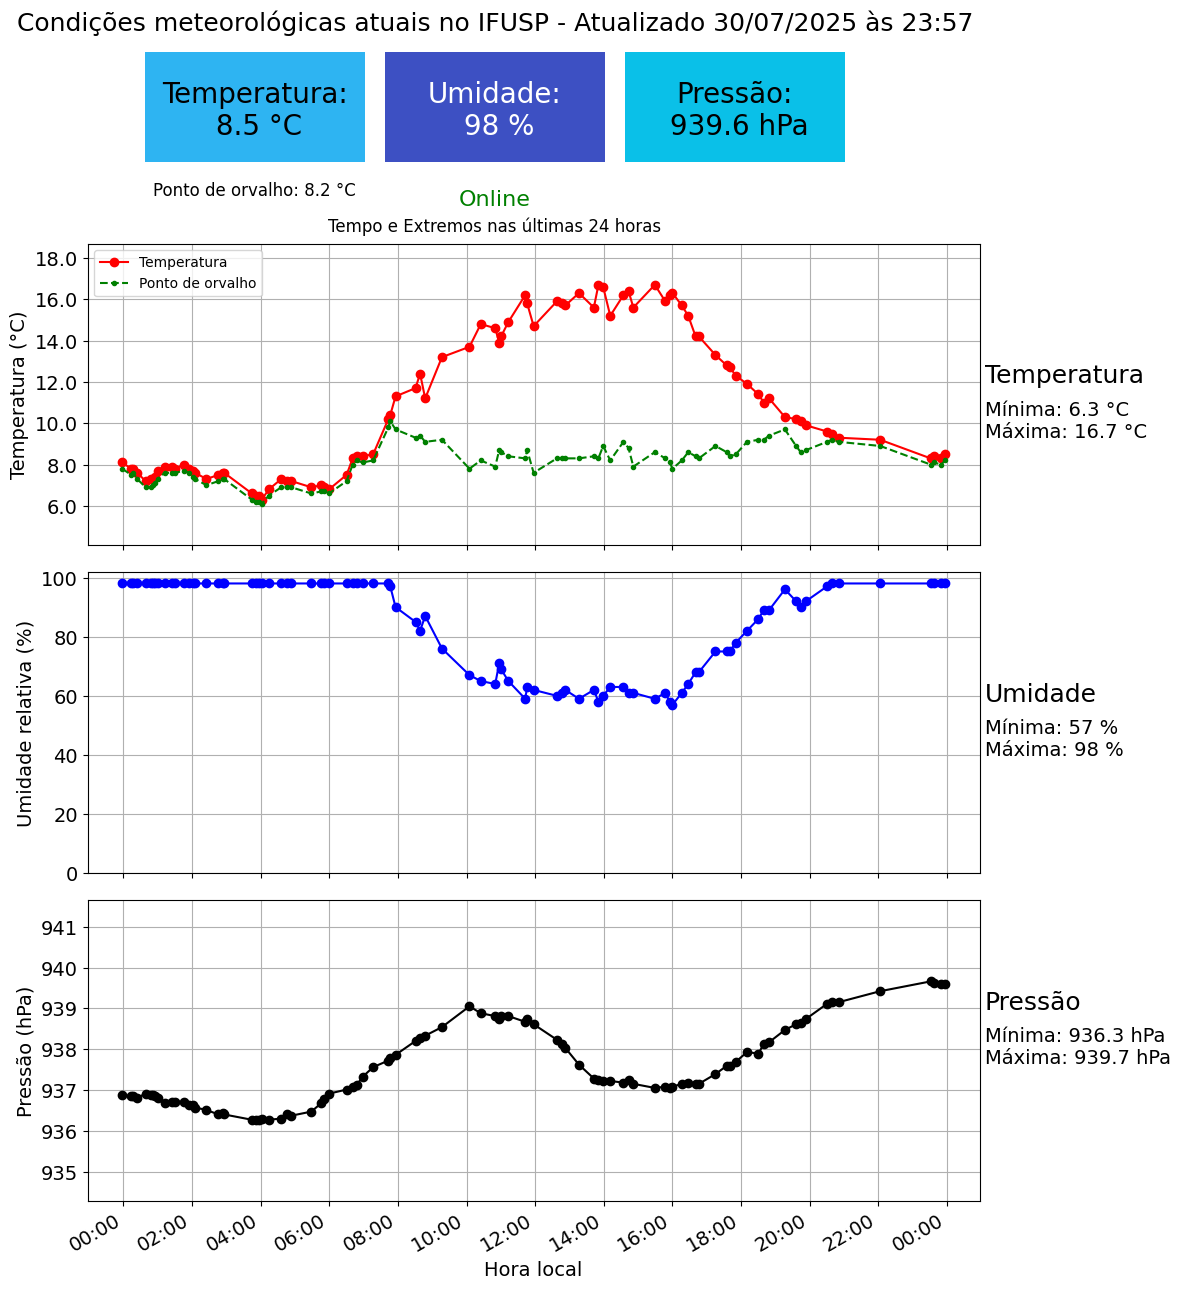 Condições meteorológicas atuais no IFUSP - Atualizado 30/07/2025 às 23:57
Temperatura:
8.5 °C
Umidade:
98 %
Pressão:
939.6 hPa
Ponto de orvalho: 8.2 °C
Online
Tempo e Extremos nas últimas 24 horas
Temperatura (°C)
18.0
16.0
14.0
12.0
10.0
8.0
6.0
Temperatura
Ponto de orvalho
Temperatura
Mínima: 6.3 °C
Máxima: 16.7 °C
Umidade relativa (%)
100
80
60
40
20
0
Umidade
Mínima: 57 %
Máxima: 98 %
Pressão (hPa)
941
940
939
938
937
936
935
Pressão
Mínima: 936.3 hPa
Máxima: 939.7 hPa
00:00
02:00
04:00
06:00
08:00
10:00
12:00
14:00
16:00
18:00
20:00
22:00
00:00
Hora local